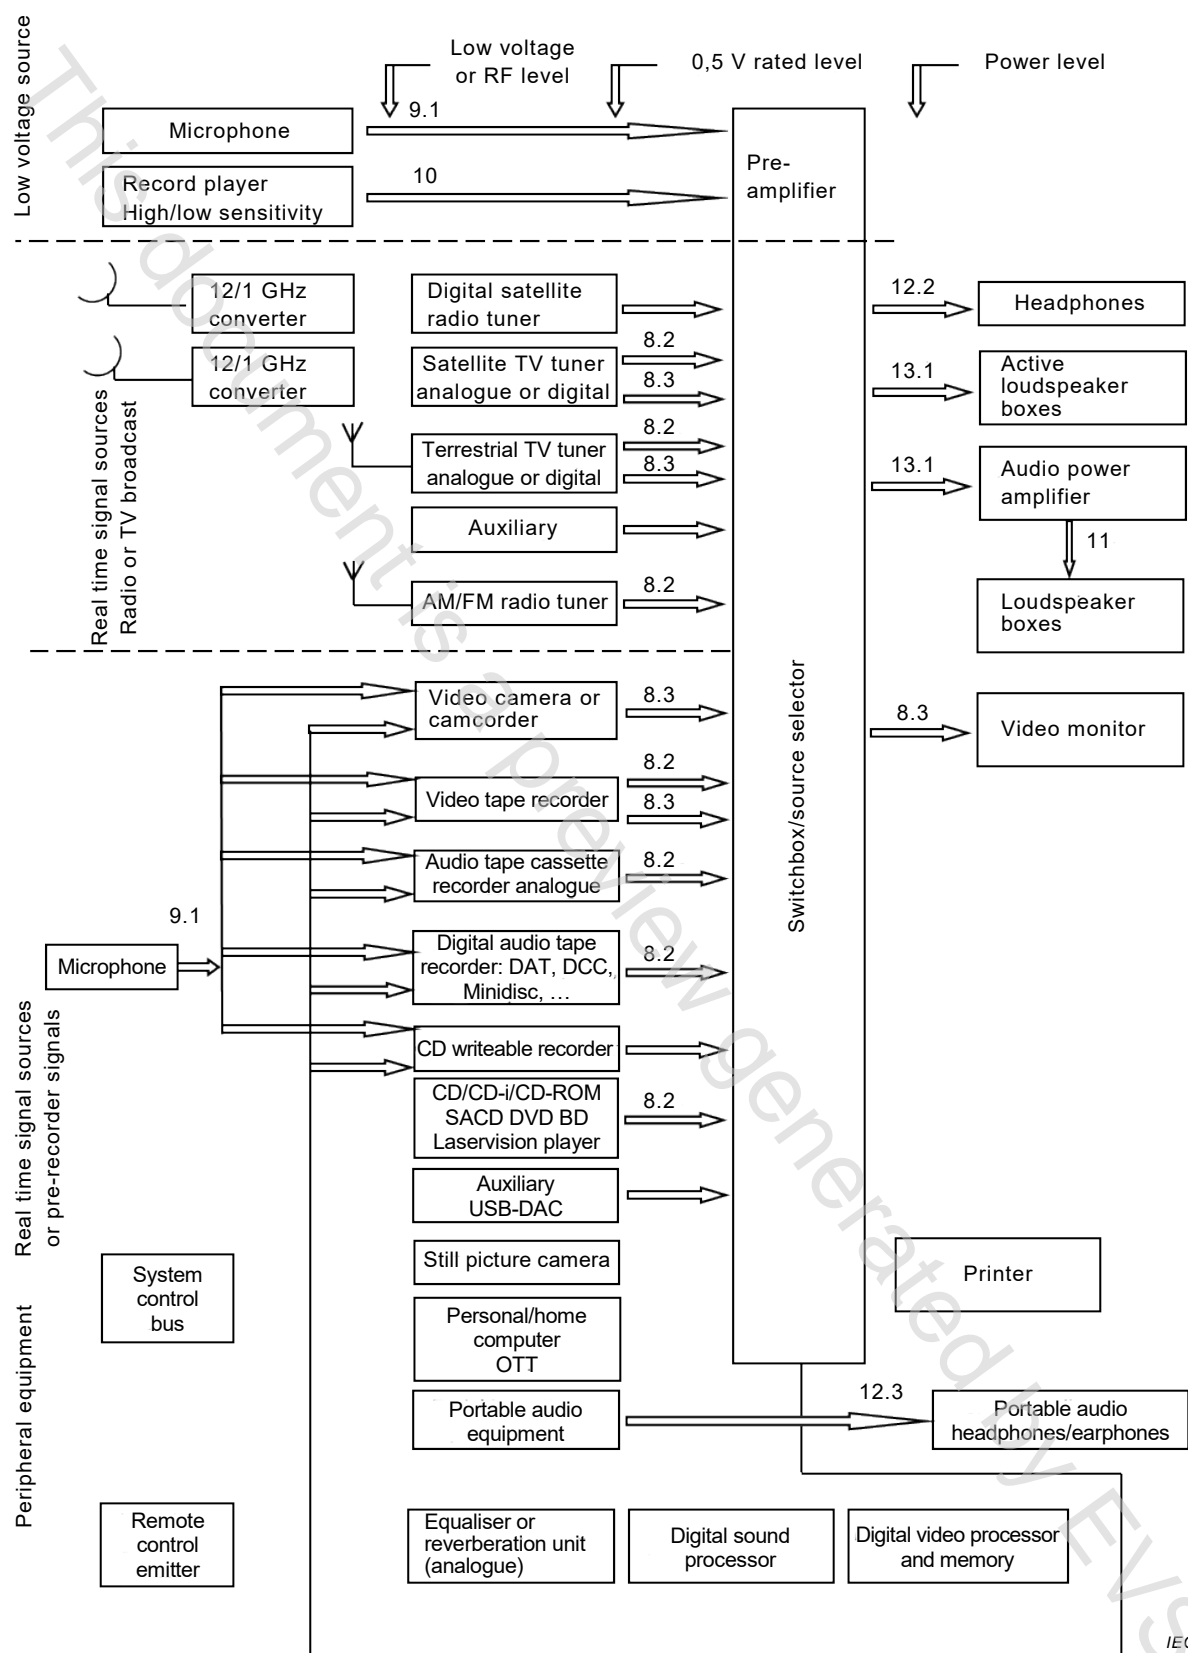 Low voltage source
Low voltage
or RF level
0,5 V rated level
Power level
Microphone
9.1
Record player
High/low sensitivity
10
Pre-
amplifier
Real time signal sources
Radio or TV broadcast
12/1 GHz
converter
Digital satellite
radio tuner
12.2
Headphones
12/1 GHz
converter
Satellite TV tuner
analogue or digital
8.2
8.3
13.1
Active
loudspeaker
boxes
Terrestrial TV tuner
analogue or digital
8.2
8.3
13.1
Audio power
amplifier
Auxiliary
11
AM/FM radio tuner
8.2
Loudspeaker
boxes
Switchbox/source selector
Video camera or
camcorder
8.3
8.3
Video monitor
Video tape recorder
8.2
8.3
Audio tape cassette
recorder analogue
8.2
9.1
Microphone
Digital audio tape
recorder: DAT, DCC,
Minidisc, …
8.2
Real time signal sources
or pre-recorder signals
CD writeable recorder
CD/CD-i/CD-ROM
SACD DVD BD
Laservision player
8.2
Auxiliary
USB-DAC
Still picture camera
Printer
System
control
bus
Peripheral equipment
Personal/home
computer
OTT
Portable audio
equipment
12.3
Portable audio
headphones/earphones
Remote
control
emitter
Equaliser or
reverberation unit
(analogue)
Digital sound
processor
Digital video processor
and memory
IEC
This document is a preview generated by EVS